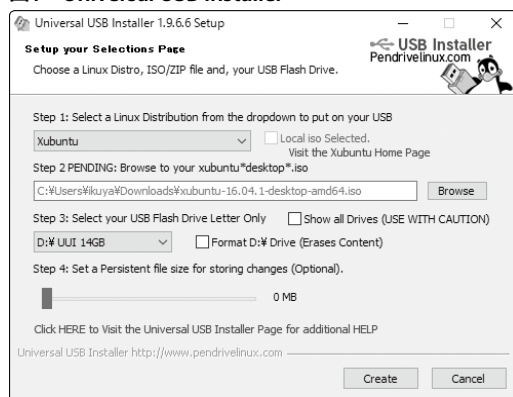 Universal USB Installer 1.9.6.6 Setup
Setup your Selections Page
Choose a Linux Distro, ISO/ZIP file and, your USB Flash Drive.
USB Installer
Pendrivelinux.com
Step 1: Select a Linux Distribution from the dropdown to put on your USB
Xubuntu
Local iso Selected.
Visit the Xubuntu Home Page
Step 2 PENDING: Browse to your xubuntu*desktop*.iso
C:¥Users¥ikuya¥Downloads¥xubuntu-16.04.1-desktop-amd64.iso
Browse
Step 3: Select your USB Flash Drive Letter Only
Show all Drives (USE WITH CAUTION)
D:¥ UUI 14GB
Format D:¥ Drive (Erases Content)
Step 4: Set a Persistent file size for storing changes (Optional).
0 MB
Click HERE to Visit the Universal USB Installer Page for additional HELP
Universal USB Installer http://www.pendrivelinux.com
Create
Cancel